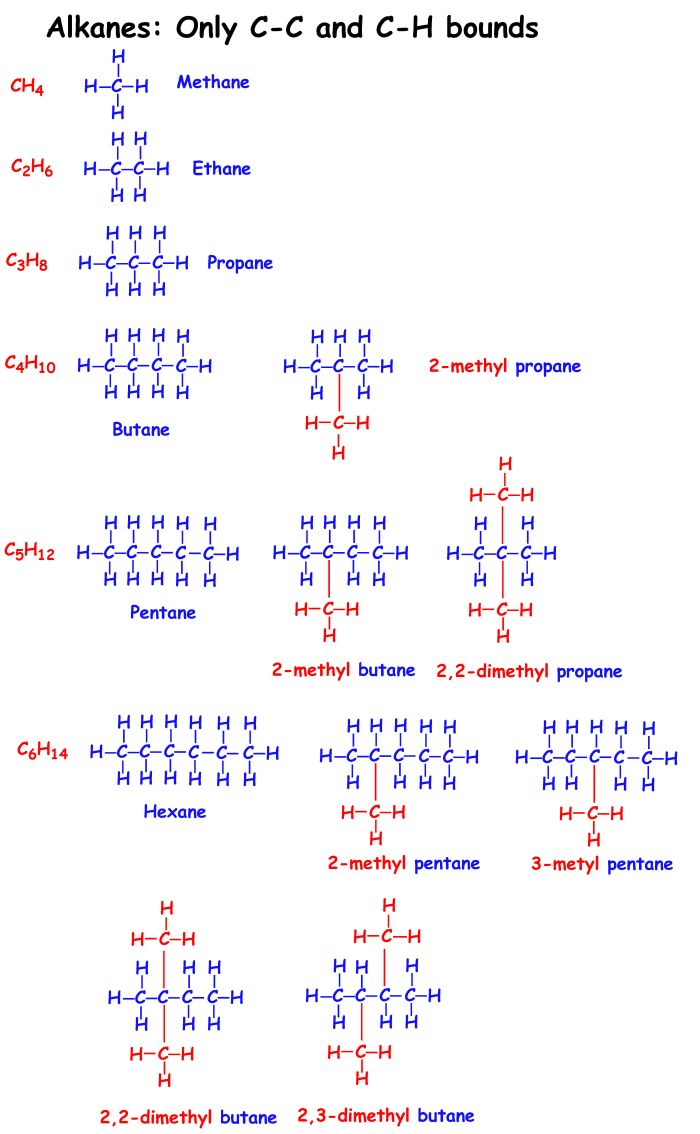 Alkanes: Only C-C and C-H bounds
H
CH4 H-C-H Methane
H
H H
C2H6 H-C-C-H Ethane
H H
H H H
C3H8 H-C-C-C-H Propane
H H H
H H H H H H H
C4H10 H-C-C-C-C-H H-C-C-C-H 2-methyl propane
H H H H H H
Butane H-C-H
H
H
H-C-H
H H H H H H H H H H H
C5H12 H-C-C-C-C-C-H H-C-C-C-C-H H-C-C-C-H
H H H H H H H H H H
Pentane H-C-H H-C-H
H H
2-methyl butane 2,2-dimethyl propane
H H H H H H H H H H H H H H H H
C6H14 H-C-C-C-C-C-C-H H-C-C-C-C-C-H H-C-C-C-C-C-H
H H H H H H H H H H H H H H
Hexane H-C-H H-C-H
H H
2-methyl pentane 3-metyl pentane
H H
H-C-H H-C-H
H H H H H H
H-C-C-C-C-H H-C-C-C-C-H
H H H H H H
H-C-H H-C-H
H H
2,2-dimethyl butane 2,3-dimethyl butane